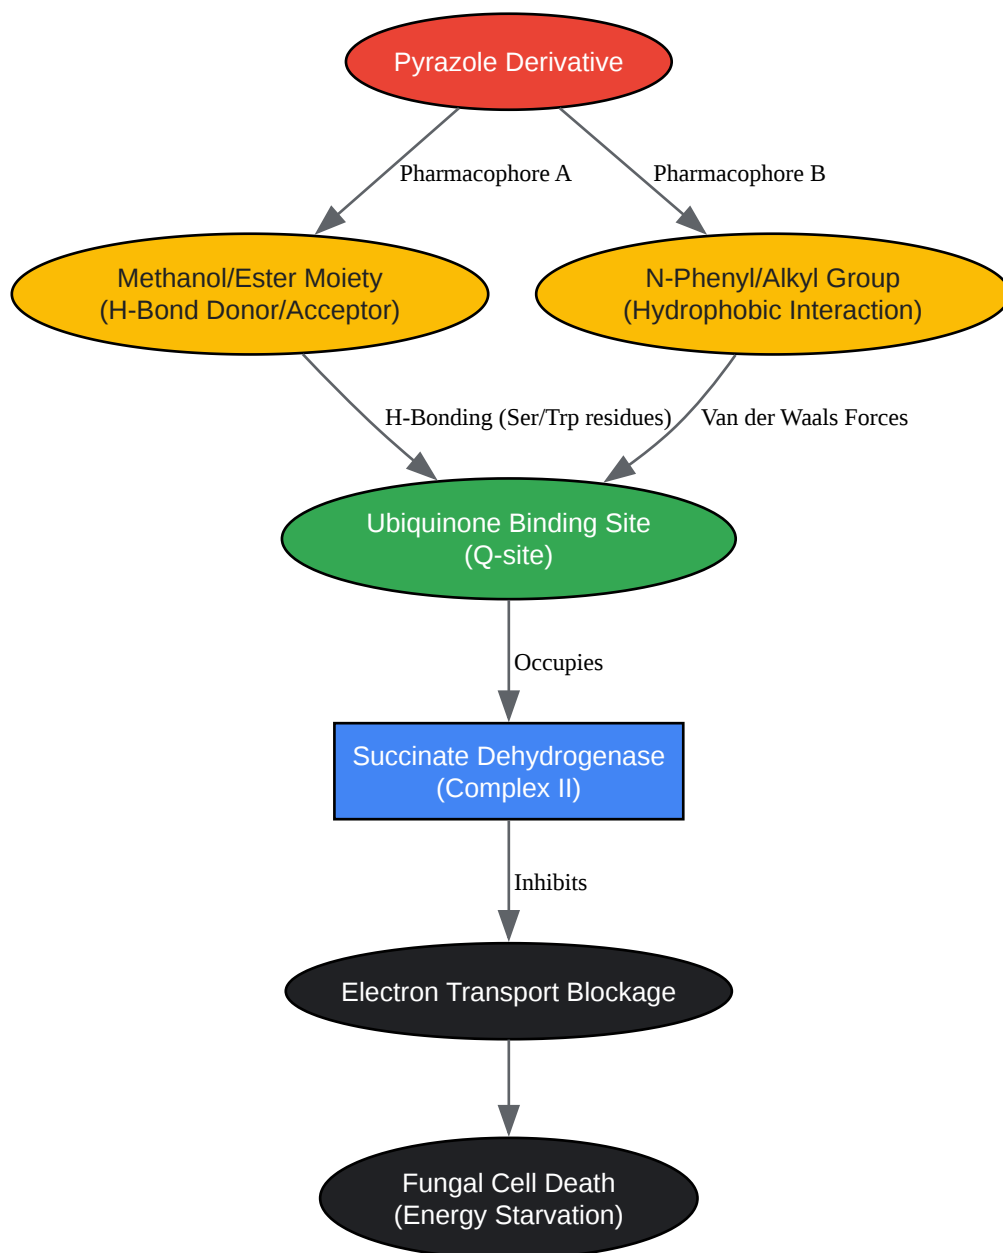 Pyrazole Derivative
Pharmacophore A
Pharmacophore B
Methanol/Ester Moiety
(H-Bond Donor/Acceptor)
N-Phenyl/Alkyl Group
(Hydrophobic Interaction)
H-Bonding (Ser/Trp residues)
Van der Waals Forces
Ubiquinone Binding Site
(Q-site)
Occupies
Succinate Dehydrogenase
(Complex II)
Inhibits
Electron Transport Blockage
Fungal Cell Death
(Energy Starvation)